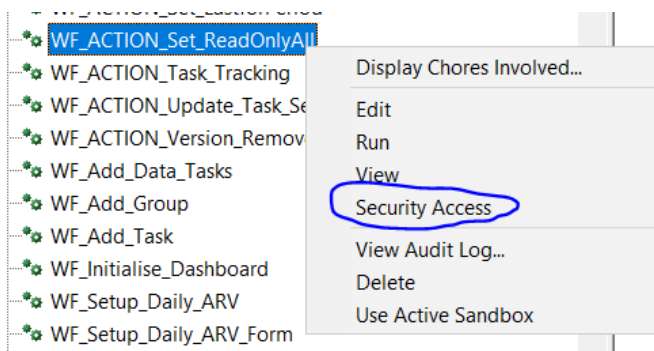 WF_ACTION_Set_ReadOnlyAll
WF_ACTION_Task_Tracking
WF_ACTION_Update_Task_Se
WF_ACTION_Version_Remov
WF_Add_Data_Tasks
WF_Add_Group
WF_Add_Task
WF_Initialise_Dashboard
WF_Setup_Daily_ARV
WF_Setup_Daily_ARV_Form
Display Chores Involved...
Edit
Run
View
Security Access
View Audit Log...
Delete
Use Active Sandbox